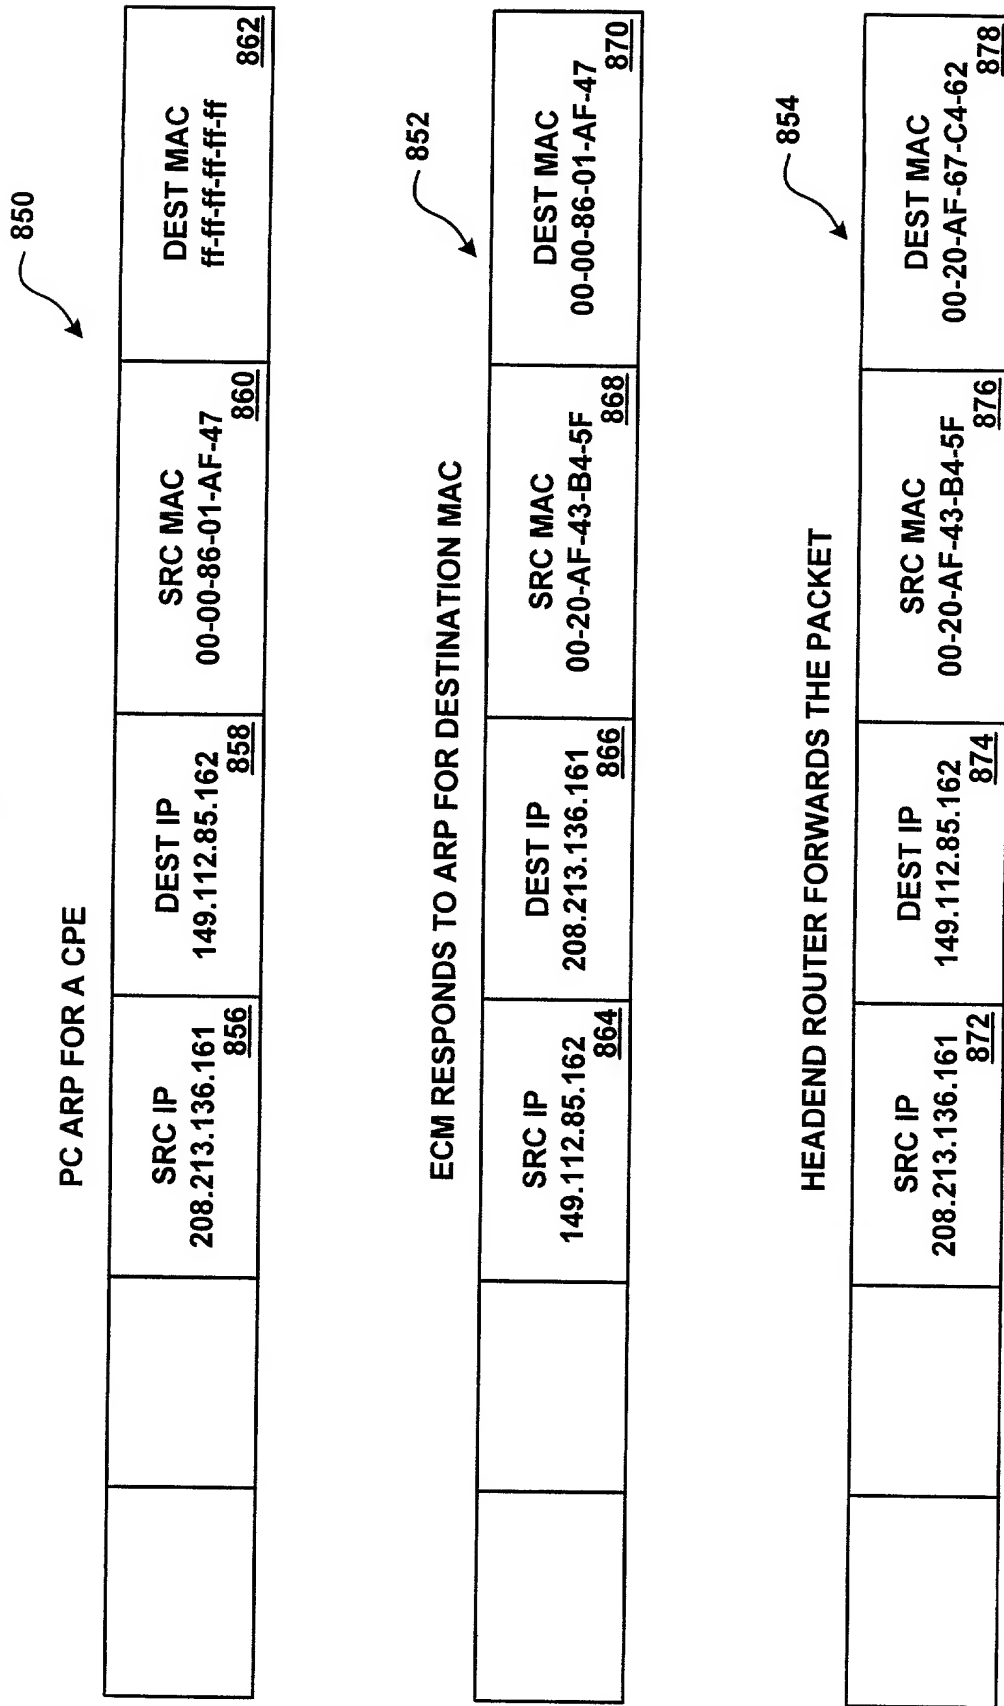 850
PC ARP FOR A CPE
SRC IP
208.213.136.161
856
DEST IP
149.112.85.162
858
SRC MAC
00-00-86-01-AF-47
860
DEST MAC
ff-ff-ff-ff-ff-ff
862
852
ECM RESPONDS TO ARP FOR DESTINATION MAC
SRC IP
149.112.85.162
864
DEST IP
208.213.136.161
866
SRC MAC
00-20-AF-43-B4-5F
868
DEST MAC
00-00-86-01-AF-47
870
854
HEADEND ROUTER FORWARDS THE PACKET
SRC IP
208.213.136.161
872
DEST IP
149.112.85.162
874
SRC MAC
00-20-AF-43-B4-5F
876
DEST MAC
00-20-AF-67-C4-62
878